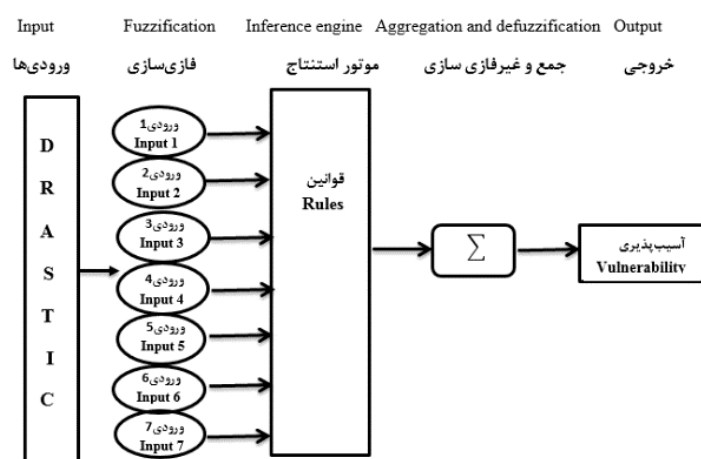 Input Fuzzification Inference engine Aggregation and defuzzification Output
ورودی‌ها فازی‌سازی موتور استنتاج جمع و غیرفازی سازی خروجی
D
R
A
S
T
I
C
ورودی1
Input 1
ورودی2
Input 2
ورودی3
Input 3
ورودی4
Input 4
ورودی5
Input 5
ورودی6
Input 6
ورودی7
Input 7
قوانین
Rules
∑
آسیب‌پذیری
Vulnerability